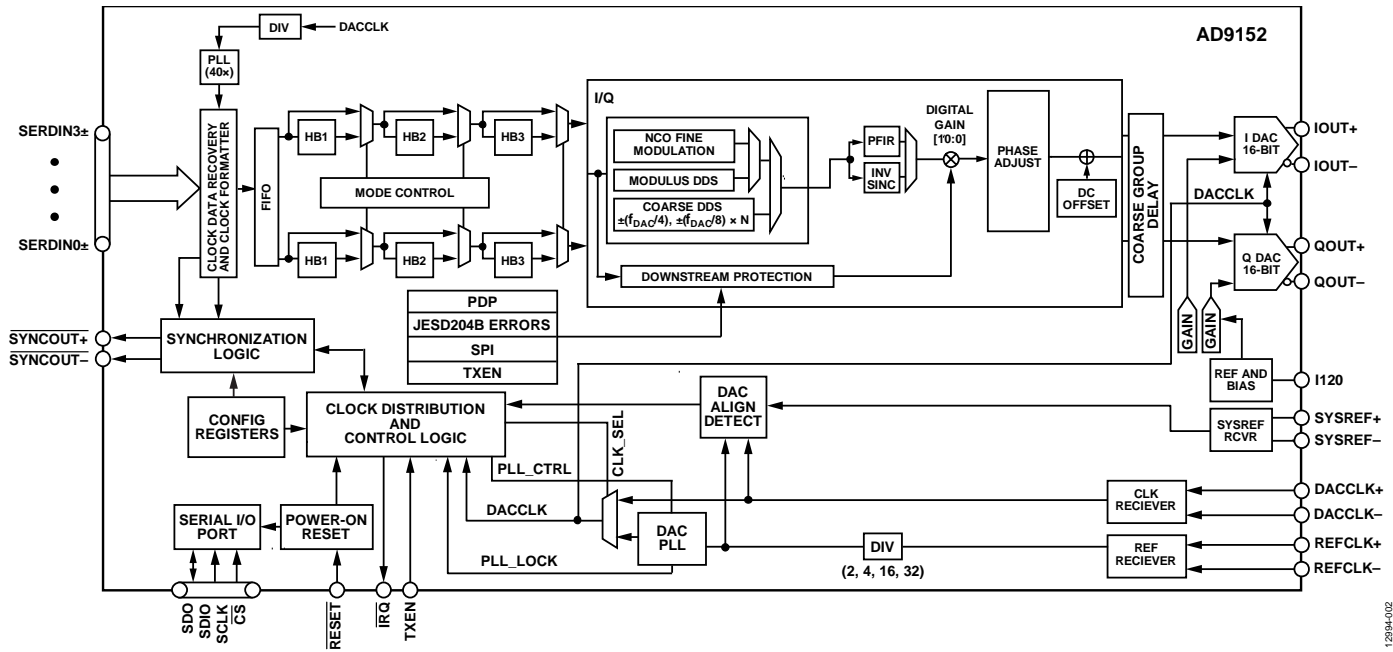 AD9152
DIV
DACCLK
PLL
(40×)
SERDIN3±
SERDIN0±
CLOCK DATA RECOVERY
AND CLOCK FORMATTER
FIFO
HB1
HB2
HB3
MODE CONTROL
HB1
HB2
HB3
I/Q
NCO FINE
MODULATION
MODULUS DDS
COARSE DDS
±(fDAC/4), ±(fDAC/8) × N
DOWNSTREAM PROTECTION
PFIR
INV
SINC
DIGITAL
GAIN
[10:0]
PHASE
ADJUST
DC
OFFSET
COARSE GROUP
DELAY
I DAC
16-BIT
DACCLK
Q DAC
16-BIT
IOUT+
IOUT–
QOUT+
QOUT–
GAIN
GAIN
REF AND
BIAS
I120
PDP
JESD204B ERRORS
SPI
TXEN
SYNCOUT+
SYNCOUT–
SYNCHRONIZATION
LOGIC
CONFIG
REGISTERS
CLOCK DISTRIBUTION
AND
CONTROL LOGIC
CLK_SEL
DAC
ALIGN
DETECT
SYSREF
RCVR
SYSREF+
SYSREF–
PLL_CTRL
DACCLK
PLL_LOCK
DAC
PLL
DIV
(2, 4, 16, 32)
CLK
RECIEVER
REF
RECIEVER
DACCLK+
DACCLK–
REFCLK+
REFCLK–
SERIAL I/O
PORT
POWER-ON
RESET
SDO
SDIO
SCLK
CS
RESET
IRQ
TXEN
12994-002